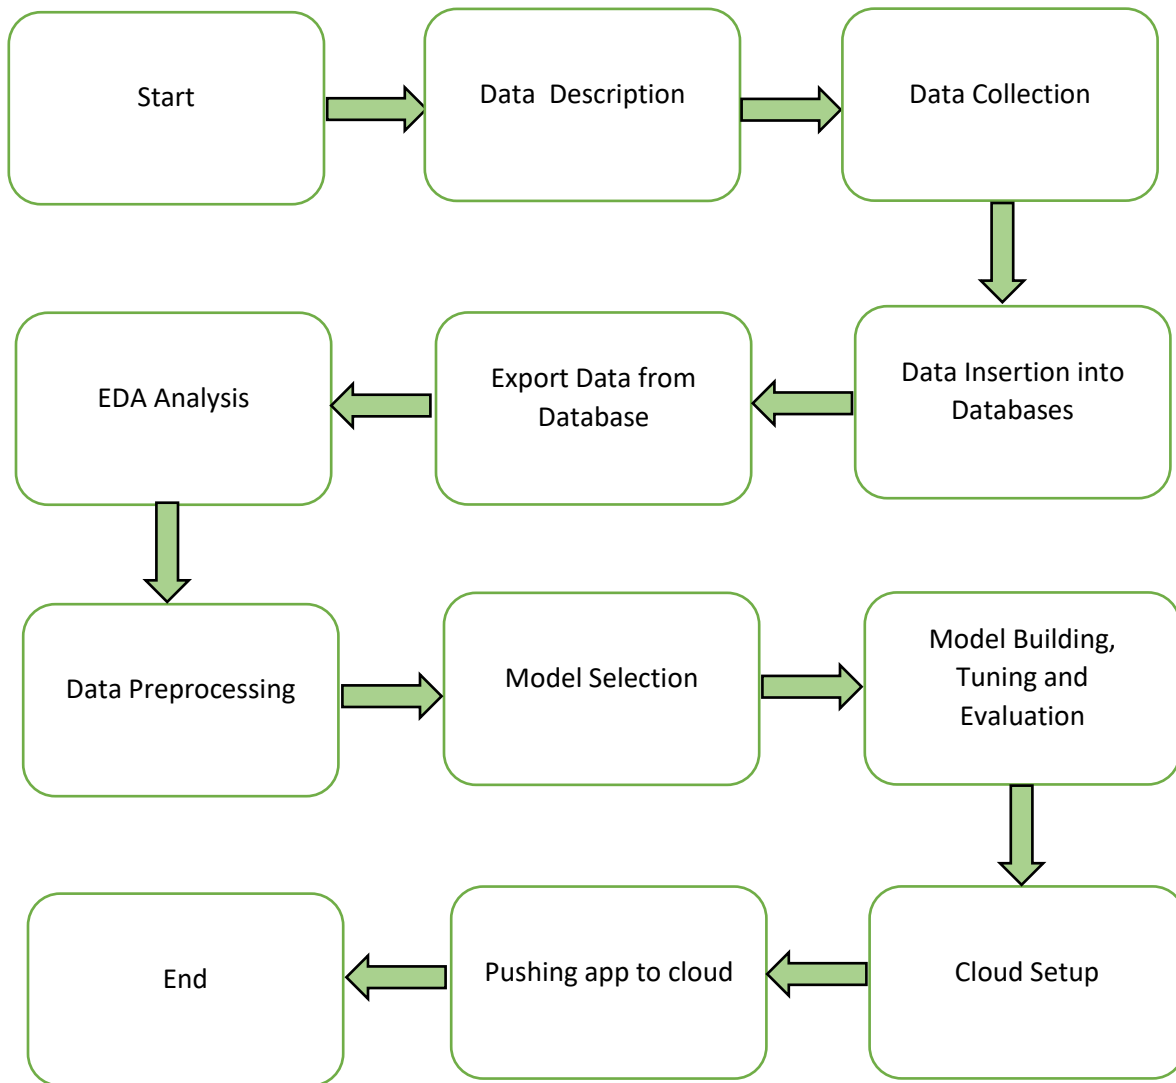 Start
Data  Description
Data Collection
EDA Analysis
Export Data from
Database
Data Insertion into
Databases
Data Preprocessing
Model Selection
Model Building,
Tuning and
Evaluation
End
Pushing app to cloud
Cloud Setup